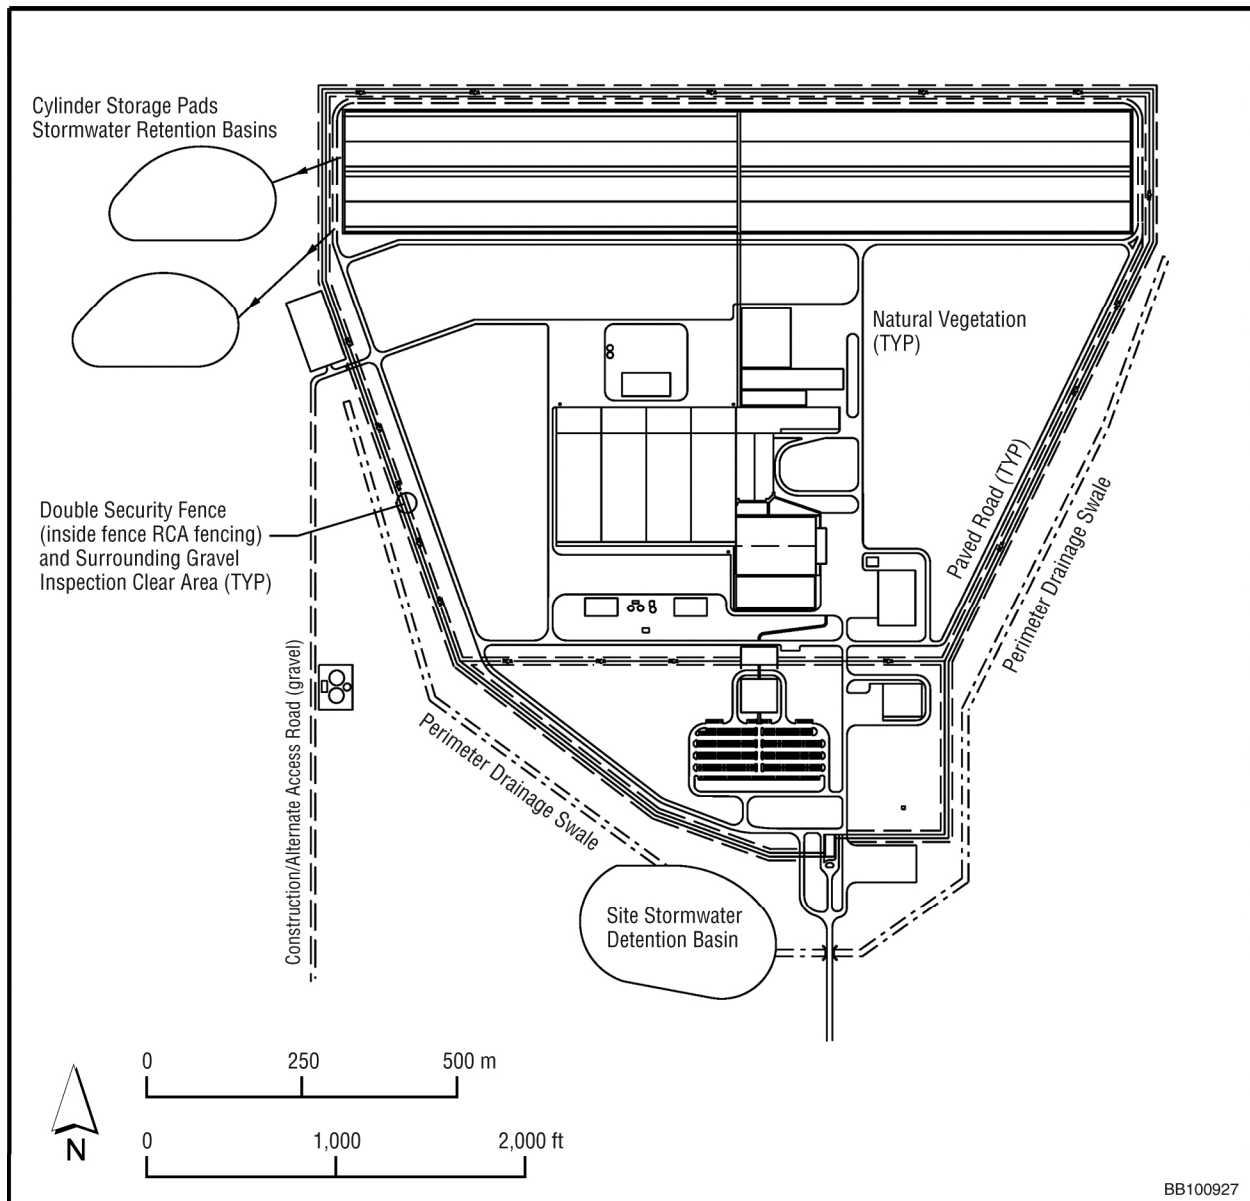 Cylinder Storage Pads
Stormwater Retention Basins
Natural Vegetation
(TYP)
Double Security Fence
(inside fence RCA fencing)
and Surrounding Gravel
Inspection Clear Area (TYP)
Paved Road (TYP)
Perimeter Drainage Swale
Construction/Alternate Access Road (gravel)
Perimeter Drainage Swale
Site Stormwater
Detention Basin
0 250 500 m
0 1,000 2,000 ft
N
BB100927